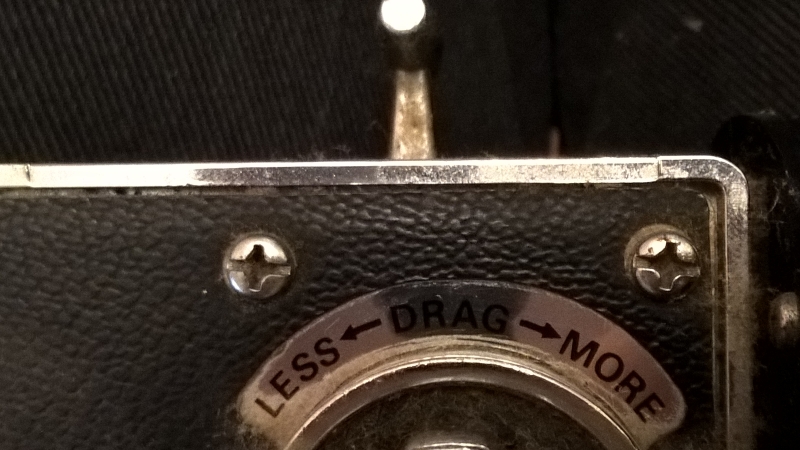 LESS ← DRAG → MORE